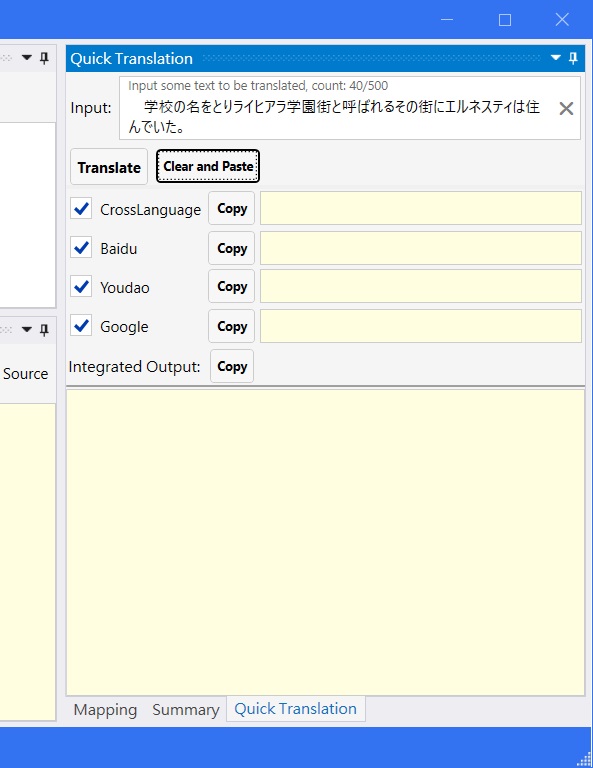 Quick Translation
Input some text to be translated, count: 40/500
Input:
学校の名をとりライヒアラ学園街と呼ばれるその街にエルネスティは住
んでいた。
Translate
Clear and Paste
CrossLanguage
Copy
Baidu
Copy
Youdao
Copy
Google
Copy
Source
Integrated Output:
Copy
Mapping
Summary
Quick Translation